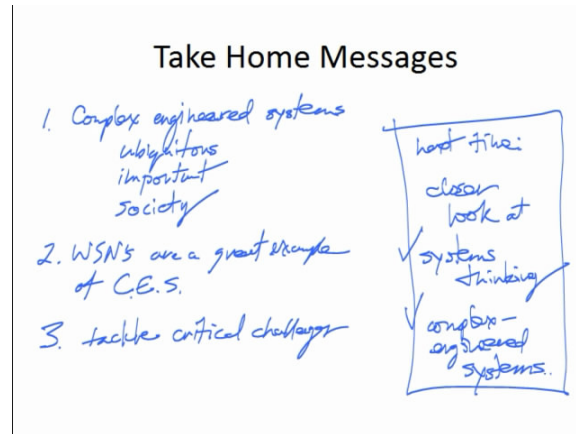 Take Home Messages
1. Complex engineered systems
ubiquitous
important
society
2. WSN's are a great example
of C.E.S.
3. tackle critical challenges
next time:
closer
look at
✓ systems
thinking
✓ complex-
engineered
systems..